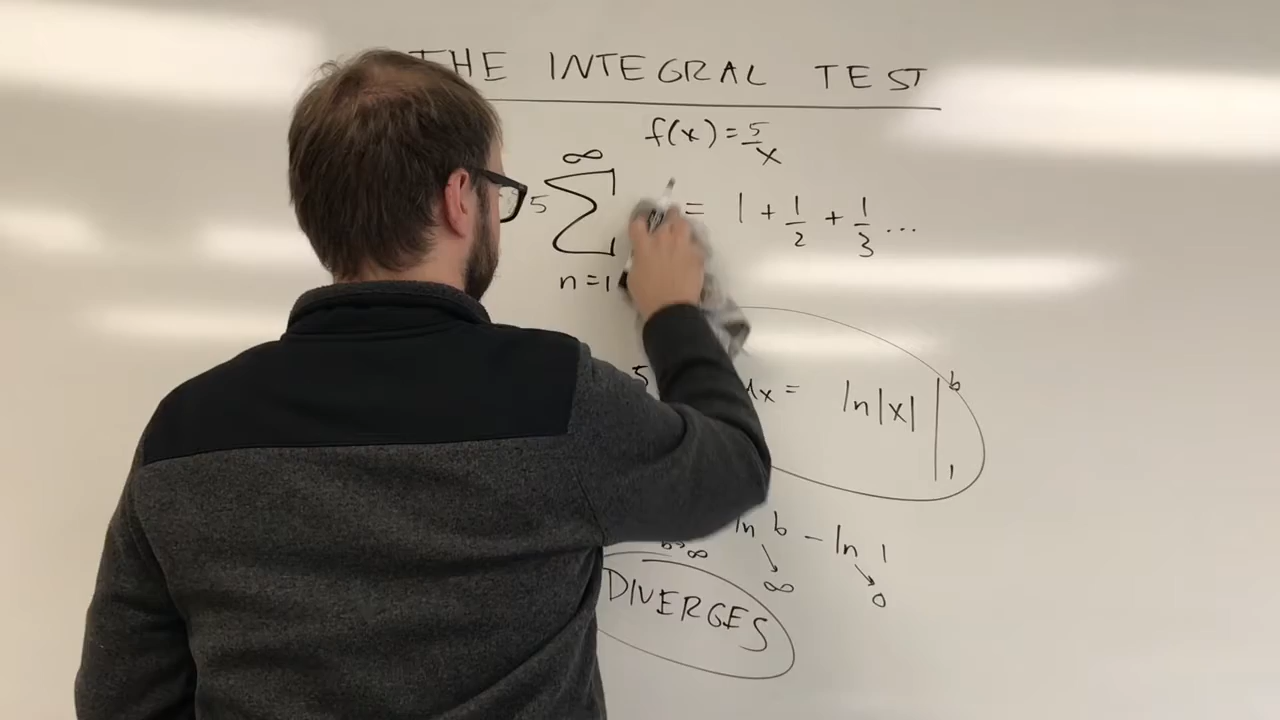 THE INTEGRAL TEST
f(x) = 5/x
5 ∞ Σ n=1 = 1 + 1/2 + 1/3 ...
5 dx = ln|x| | b 1
b→∞ ln b - ln 1
∞ 0
DIVERGES